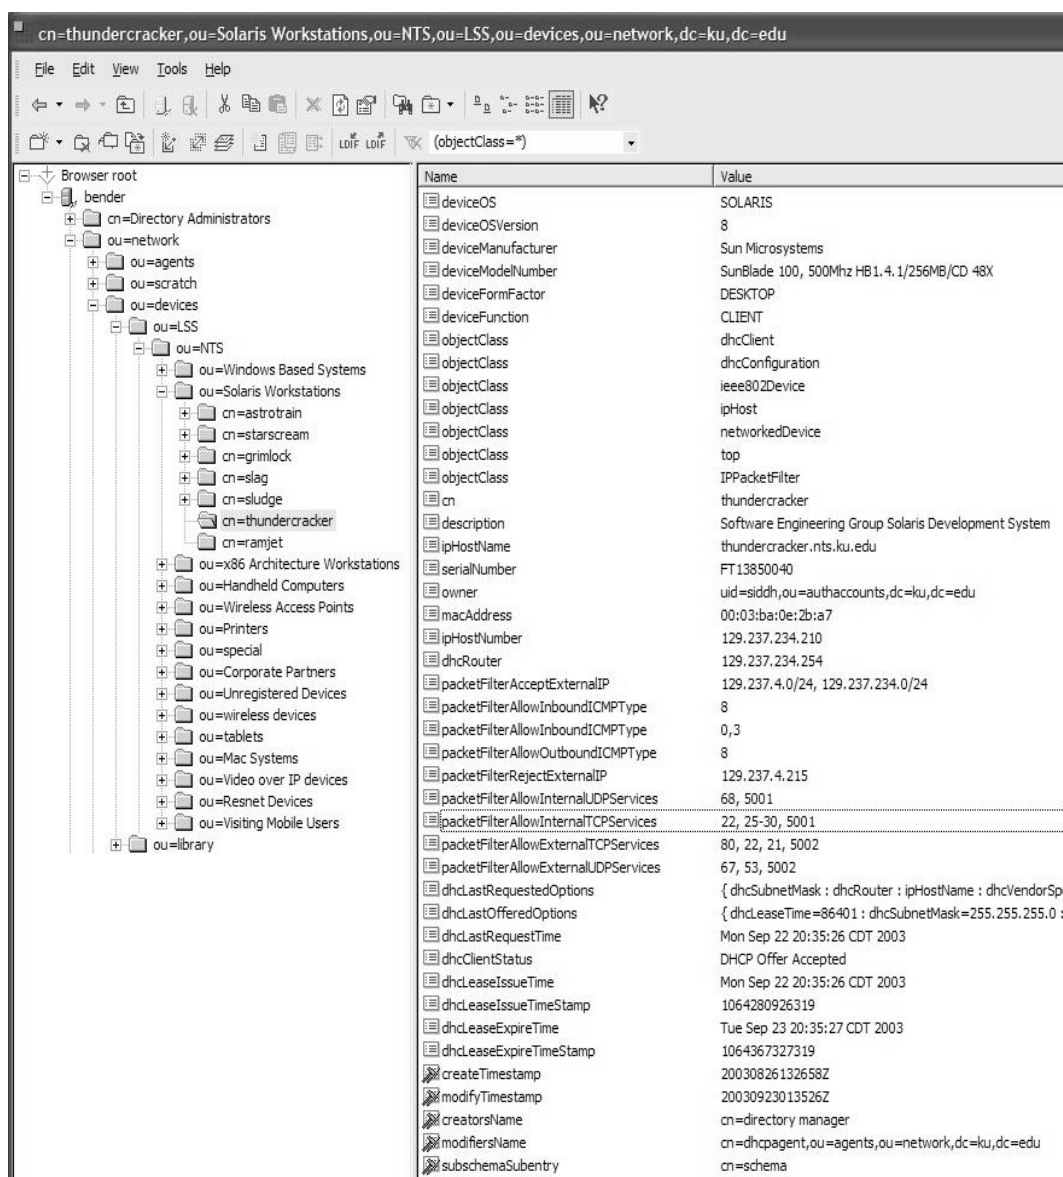 cn=thundercracker,ou=Solaris Workstations,ou=NTS,ou=LSS,ou=devices,ou=network,dc=ku,dc=edu
File Edit View Tools Help
LDIF LDIF (objectClass=*)
Browser root
bender
cn=Directory Administrators
ou=network
ou=agents
ou=scratch
ou=devices
ou=LSS
ou=NTS
ou=Windows Based Systems
ou=Solaris Workstations
cn=astrotrain
cn=starscream
cn=grimlock
cn=slag
cn=sludge
cn=thundercracker
cn=ramjet
ou=x86 Architecture Workstations
ou=Handheld Computers
ou=Wireless Access Points
ou=Printers
ou=special
ou=Corporate Partners
ou=Unregistered Devices
ou=wireless devices
ou=tablets
ou=Mac Systems
ou=Video over IP devices
ou=Resnet Devices
ou=Visiting Mobile Users
ou=library
Name Value
deviceOS SOLARIS
deviceOSVersion 8
deviceManufacturer Sun Microsystems
deviceModelNumber SunBlade 100, 500Mhz HB1.4.1/256MB/CD 48X
deviceFormFactor DESKTOP
deviceFunction CLIENT
objectClass dhcClient
objectClass dhcConfiguration
objectClass ieee802Device
objectClass ipHost
objectClass networkedDevice
objectClass top
objectClass IPPacketFilter
cn thundercracker
description Software Engineering Group Solaris Development System
ipHostName thundercracker.nts.ku.edu
serialNumber FT13850040
owner uid=siddh,ou=authaccounts,dc=ku,dc=edu
macAddress 00:03:ba:0e:2b:a7
ipHostNumber 129.237.234.210
dhcRouter 129.237.234.254
packetFilterAcceptExternalIP 129.237.4.0/24, 129.237.234.0/24
packetFilterAllowInboundICMPType 8
packetFilterAllowInboundICMPType 0,3
packetFilterAllowOutboundICMPType 8
packetFilterRejectExternalIP 129.237.4.215
packetFilterAllowInternalUDPServices 68, 5001
packetFilterAllowInternalTCPServices 22, 25-30, 5001
packetFilterAllowExternalTCPServices 80, 22, 21, 5002
packetFilterAllowExternalUDPServices 67, 53, 5002
dhcLastRequestedOptions { dhcSubnetMask : dhcRouter : ipHostName : dhcVendorSp
dhcLastOfferedOptions { dhcLeaseTime=86401 : dhcSubnetMask=255.255.255.0 :
dhcLastRequestTime Mon Sep 22 20:35:26 CDT 2003
dhcClientStatus DHCP Offer Accepted
dhcLeaseIssueTime Mon Sep 22 20:35:26 CDT 2003
dhcLeaseIssueTimeStamp 1064280926319
dhcLeaseExpireTime Tue Sep 23 20:35:27 CDT 2003
dhcLeaseExpireTimeStamp 1064367327319
createTimestamp 20030826132658Z
modifyTimestamp 20030923013526Z
creatorsName cn=directory manager
modifiersName cn=dhcpagent,ou=agents,ou=network,dc=ku,dc=edu
subschemaSubentry cn=schema